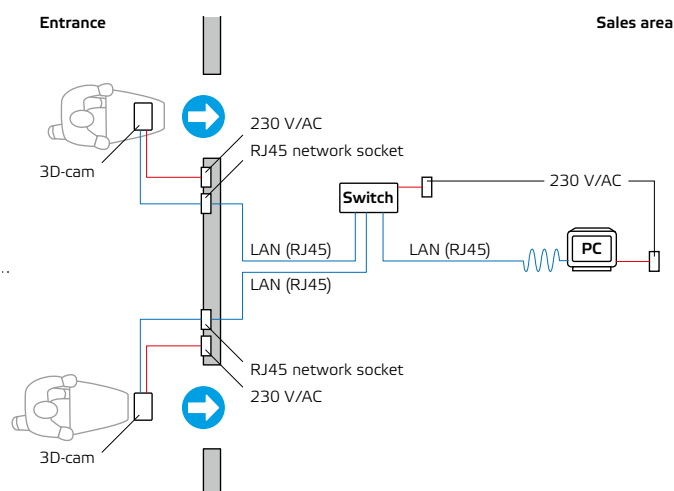 Entrance
Sales area
230 V/AC
RJ45 network socket
3D-cam
Switch
230 V/AC
LAN (RJ45)
LAN (RJ45)
PC
LAN (RJ45)
..
RJ45 network socket
230 V/AC
3D-cam